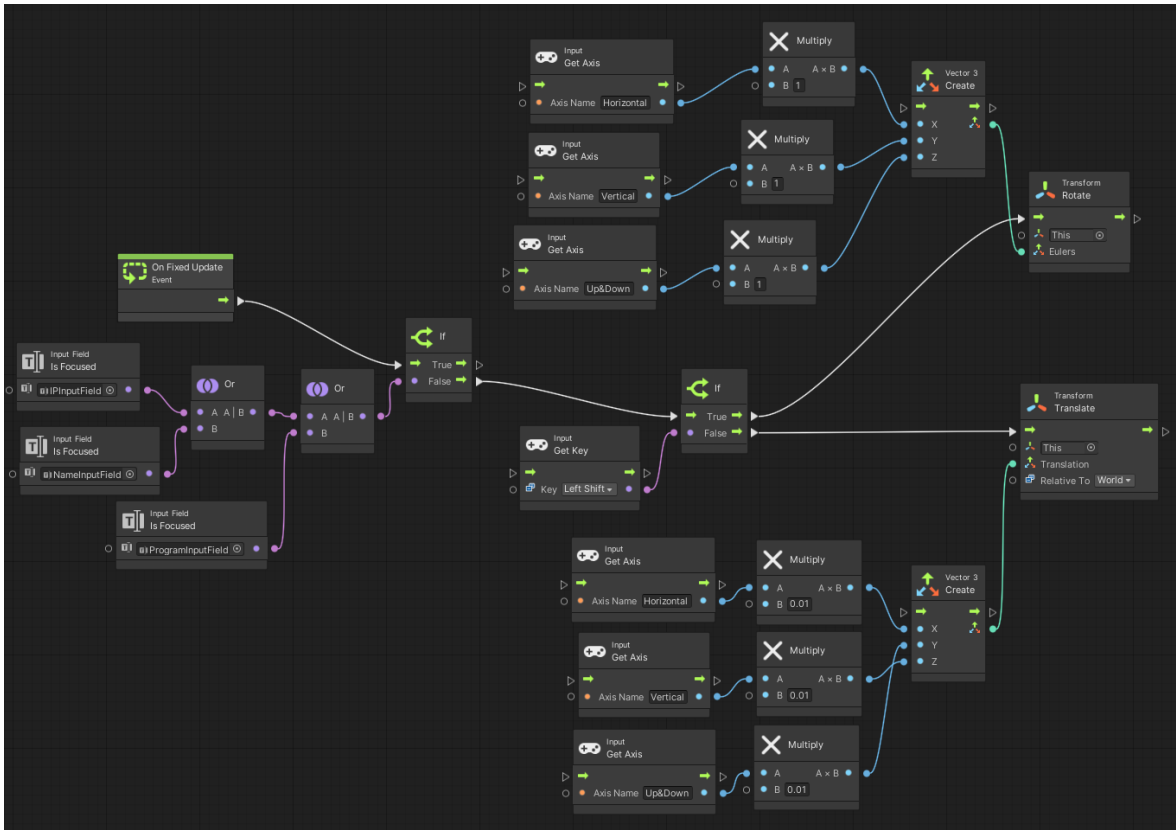 Input
Get Axis
Axis Name Horizontal
Multiply
A A × B
B 1
Vector 3
Create
X
Y
Z
Input
Get Axis
Axis Name Vertical
Multiply
A A × B
B 1
Input
Get Axis
Axis Name Up&Down
Multiply
A A × B
B 1
Transform
Rotate
This
Eulers
On Fixed Update
Event
If
True
False
Input Field
Is Focused
IPInputField
Or
A A | B
B
Or
A A | B
B
Input Field
Is Focused
NameInputField
Input Field
Is Focused
ProgramInputField
If
True
False
Input
Get Key
Key Left Shift
Transform
Translate
This
Translation
Relative To World
Input
Get Axis
Axis Name Horizontal
Multiply
A A × B
B 0.01
Vector 3
Create
X
Y
Z
Input
Get Axis
Axis Name Vertical
Multiply
A A × B
B 0.01
Input
Get Axis
Axis Name Up&Down
Multiply
A A × B
B 0.01